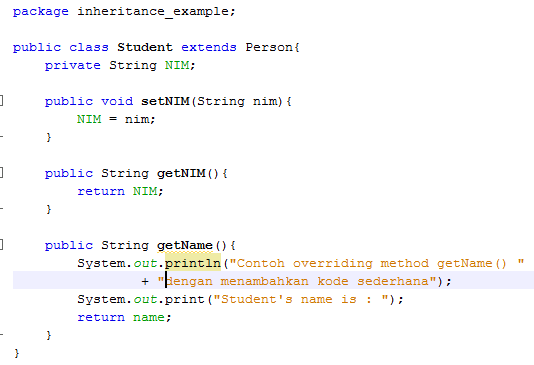 package inheritance_example;
public class Student extends Person{
private String NIM;
public void setNIM(String nim){
NIM = nim;
}
public String getNIM(){
return NIM;
}
public String getName(){
System.out.println("Contoh overriding method getName() "
+ "dengan menambahkan kode sederhana");
System.out.print("Student's name is : ");
return name;
}
}